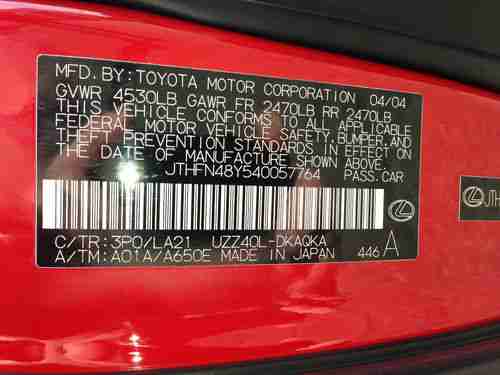 MFD. BY: TOYOTA MOTOR CORPORATION 04/04
GVWR 4530LB GAWR FR 2470LB RR 2470LB
THIS VEHICLE CONFORMS TO ALL APPLICABLE
FEDERAL MOTOR VEHICLE SAFETY, BUMPER, AND
THEFT PREVENTION STANDARDS IN EFFECT ON
THE DATE OF MANUFACTURE SHOWN ABOVE.
JTHFN48Y540057764 PASS.CAR
C/TR: 3P0/LA21 UZZ40L-DKAQKA
A/TM: A01A/A650E MADE IN JAPAN 446 A
JTH